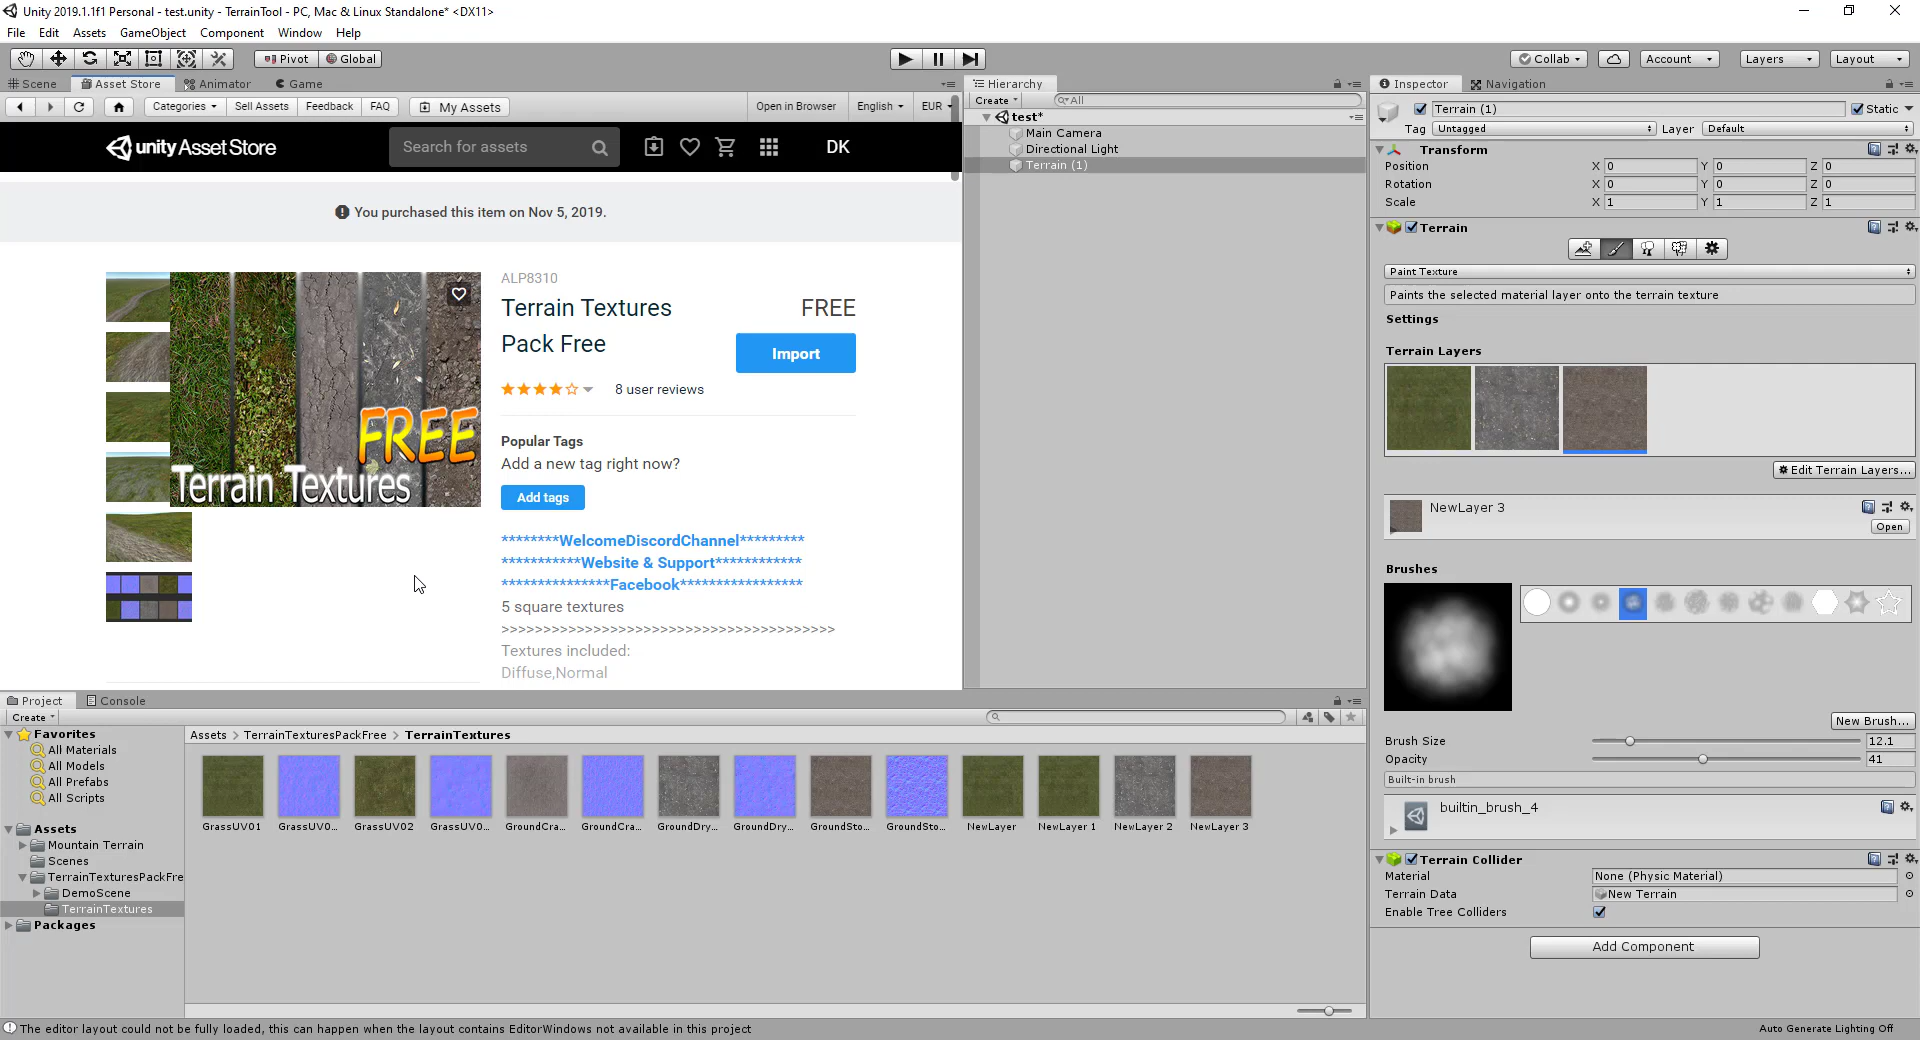 Unity 2019.1.1f1 Personal - test.unity - TerrainTool - PC, Mac & Linux Standalone* <DX11>
File Edit Assets GameObject Component Window Help
Pivot Global
Collab Account Layers Layout
Scene Asset Store Animator Game
Categories Sell Assets Feedback FAQ My Assets Open in Browser English EUR
unity Asset Store Search for assets DK
You purchased this item on Nov 5, 2019.
FREE
Terrain Textures
ALP8310
Terrain Textures Pack Free
FREE
Import
8 user reviews
Popular Tags
Add a new tag right now?
Add tags
********WelcomeDiscordChannel*********
***********Website & Support************
***************Facebook*****************
5 square textures
>>>>>>>>>>>>>>>>>>>>>>>>>>>>>>>>>>>>>>>>
Textures included:
Diffuse,Normal
Hierarchy
Create All
test*
Main Camera
Directional Light
Terrain (1)
Inspector Navigation
Terrain (1) Static
Tag Untagged Layer Default
Transform
Position X 0 Y 0 Z 0
Rotation X 0 Y 0 Z 0
Scale X 1 Y 1 Z 1
Terrain
Paint Texture
Paints the selected material layer onto the terrain texture
Settings
Terrain Layers
Edit Terrain Layers...
NewLayer 3
Open
Brushes
New Brush...
Brush Size 12.1
Opacity 41
Built-in brush
builtin_brush_4
Terrain Collider
Material None (Physic Material)
Terrain Data New Terrain
Enable Tree Colliders
Add Component
Project Console
Create
Favorites
All Materials
All Models
All Prefabs
All Scripts
Assets
Mountain Terrain
Scenes
TerrainTexturesPackFre
DemoScene
TerrainTextures
Packages
Assets > TerrainTexturesPackFree > TerrainTextures
GrassUV01 GrassUV0... GrassUV02 GrassUV0... GroundCra... GroundCra... GroundDry... GroundDry... GroundSto... GroundSto... NewLayer NewLayer 1 NewLayer 2 NewLayer 3
The editor layout could not be fully loaded, this can happen when the layout contains EditorWindows not available in this project
Auto Generate Lighting Off